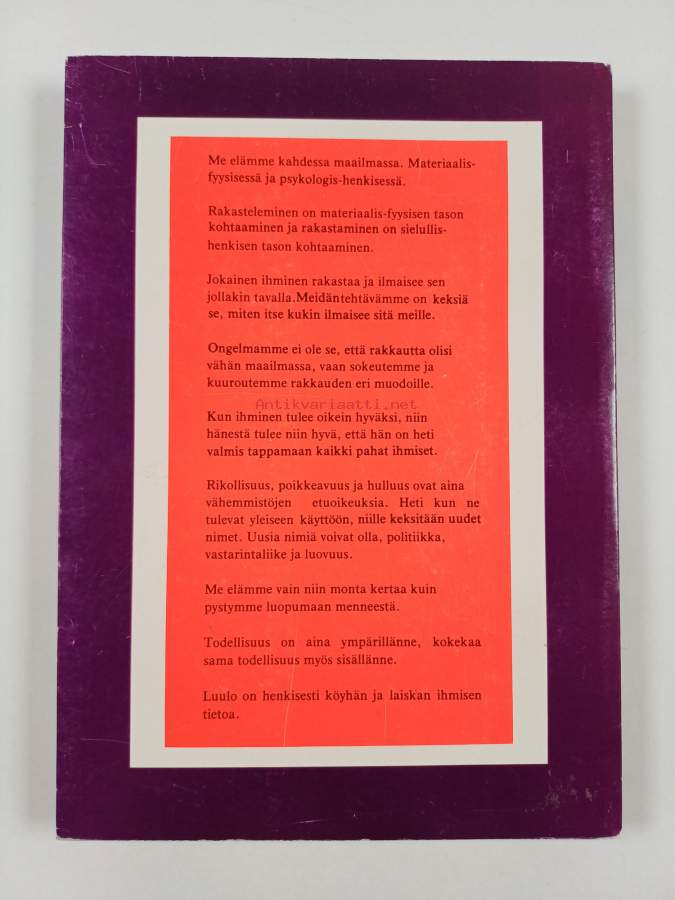 Me elämme kahdessa maailmassa. Materiaalis-
fyysisessä ja psykologis-henkisessä.
Rakasteleminen on materiaalis-fyysisen tason
kohtaaminen ja rakastaminen on sielullis-
henkisen tason kohtaaminen.
Jokainen ihminen rakastaa ja ilmaisee sen
jollakin tavalla. Meidän tehtävämme on keksiä
se, miten itse kukin ilmaisee sitä meille.
Ongelmamme ei ole se, että rakkautta olisi
vähän maailmassa, vaan sokeutemme ja
kuuroutemme rakkauden eri muodoille.
Antikvariaatti.net
Kun ihminen tulee oikein hyväksi, niin
hänestä tulee niin hyvä, että hän on heti
valmis tappamaan kaikki pahat ihmiset.
Rikollisuus, poikkeavuus ja hulluus ovat aina
vähemmistöjen etuoikeuksia. Heti kun ne
tulevat yleiseen käyttöön, niille keksitään uudet
nimet. Uusia nimiä voivat olla, politiikka,
vastarintaliike ja luovuus.
Me elämme vain niin monta kertaa kuin
pystymme luopumaan menneestä.
Todellisuus on aina ympärillänne, kokekaa
sama todellisuus myös sisällänne.
Luulo on henkisesti köyhän ja laiskan ihmisen
tietoa.